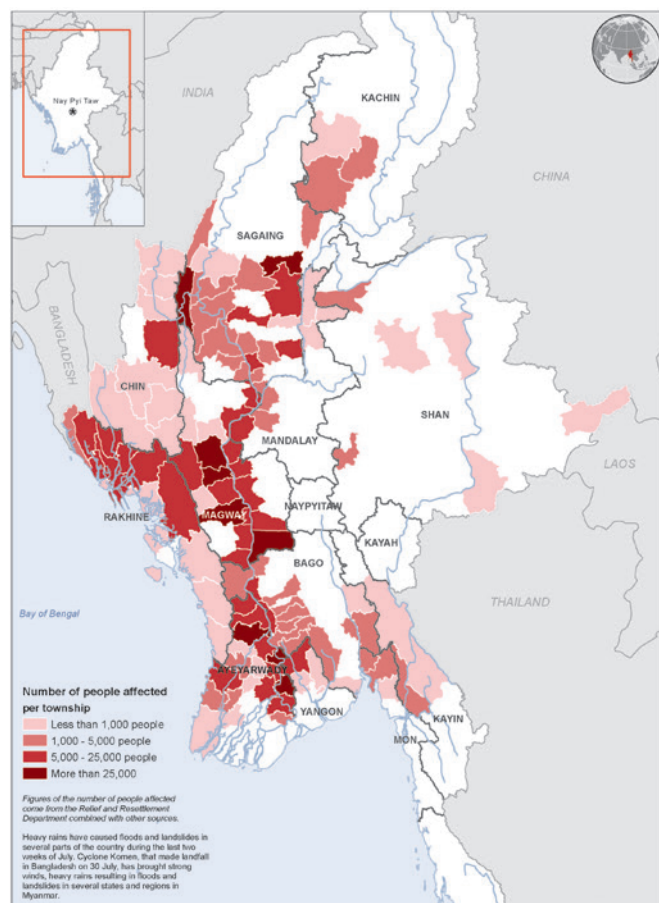 Nay Pyi Taw
INDIA
KACHIN
CHINA
SAGAING
BANGLADESH
CHIN
SHAN
MANDALAY
LAOS
NAYPYITAW
RAKHINE
MAGWAY
KAYAH
BAGO
THAILAND
Bay of Bengal
AYEYARWADY
YANGON
KAYIN
MON
Number of people affected
per township
Less than 1,000 people
1,000 - 5,000 people
5,000 - 25,000 people
More than 25,000
Figures of the number of people affected
come from the Relief and Resettlement
Department combined with other sources.
Heavy rains have caused floods and landslides in
several parts of the country during the last two
weeks of July. Cyclone Komen, that made landfall
in Bangladesh on 30 July, has brought strong
winds, heavy rains resulting in floods and
landslides in several states and regions in
Myanmar.